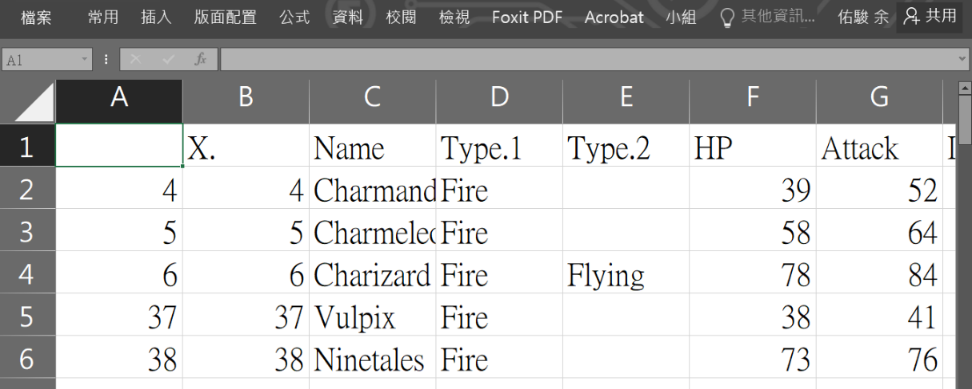 檔案 常用 插入 版面配置 公式 資料 校閱 檢視 Foxit PDF Acrobat 小組 其他資訊... 佑駿 余 共用
A1 fx
A B C D E F G
1 X. Name Type.1 Type.2 HP Attack
2 4 4 Charmand Fire 39 52
3 5 5 Charmelec Fire 58 64
4 6 6 Charizard Fire Flying 78 84
5 37 37 Vulpix Fire 38 41
6 38 38 Ninetales Fire 73 76